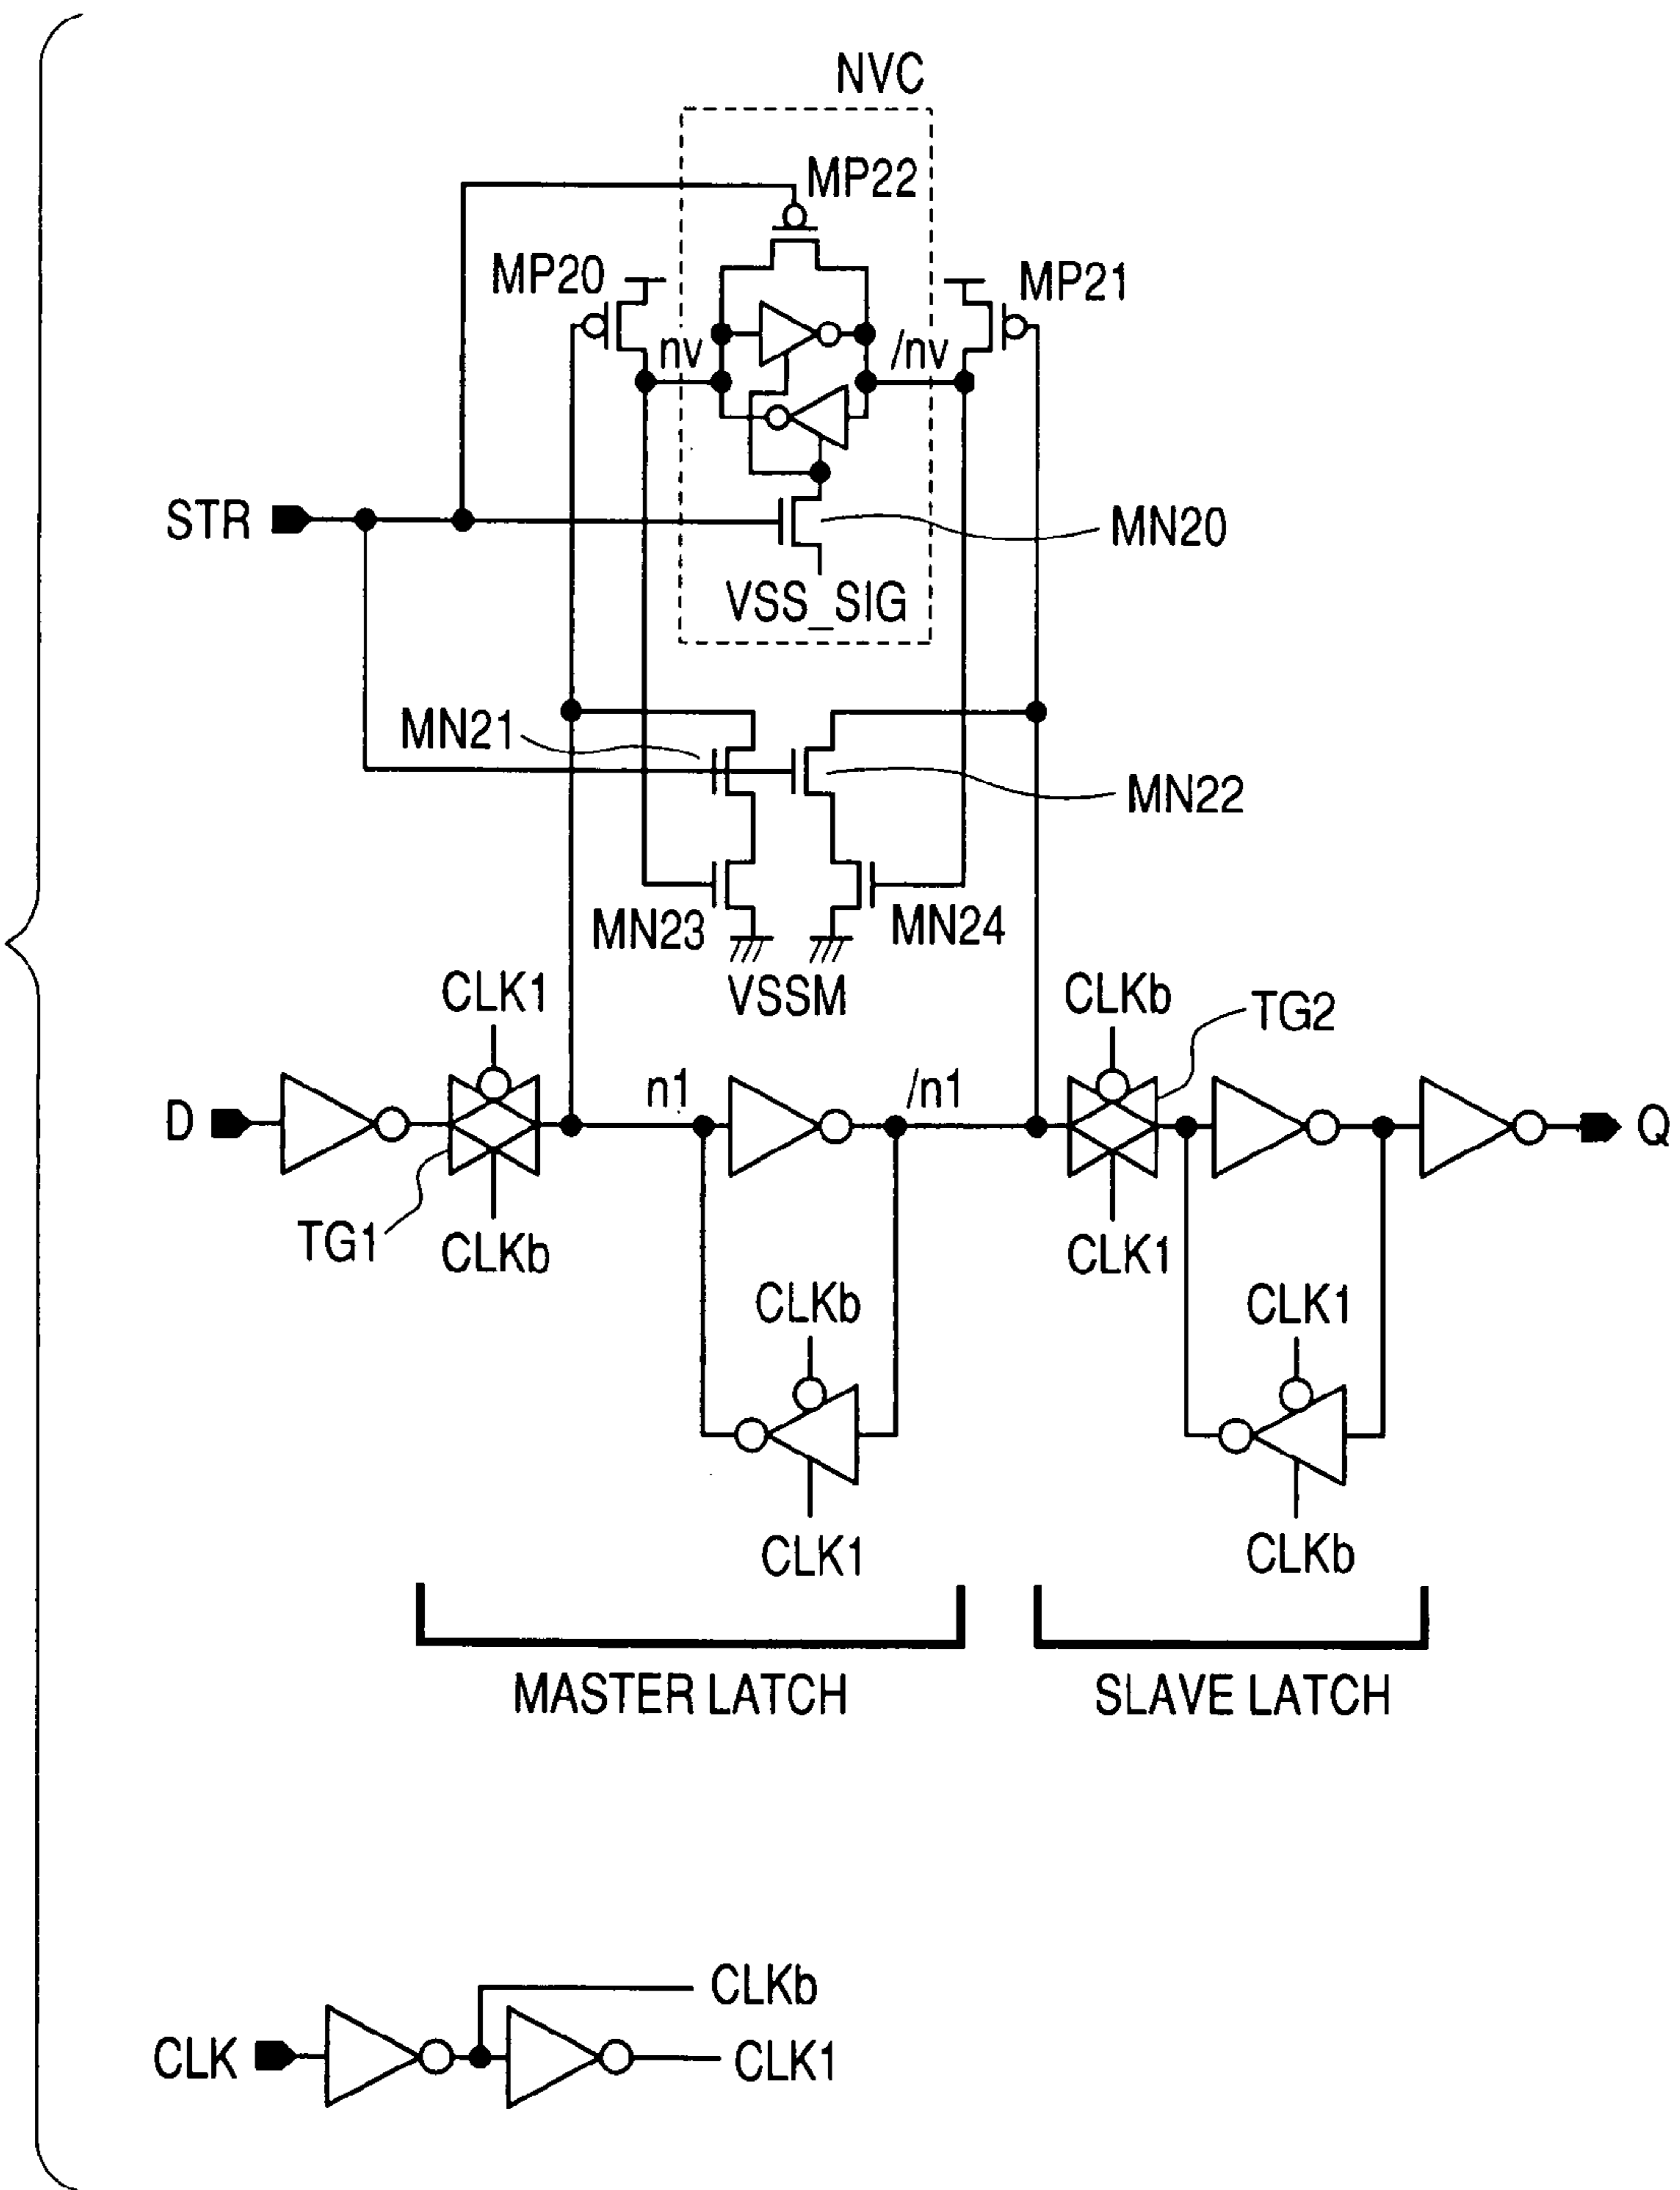 NVC
MP22
MP20
MP21
nv
/nv
STR
MN20
VSS_SIG
MN21
MN22
MN23
MN24
VSSM
CLK1
CLKb
TG2
D
n1
/n1
Q
TG1
CLKb
CLK1
CLKb
CLK1
CLK1
CLKb
MASTER LATCH
SLAVE LATCH
CLKb
CLK
CLK1